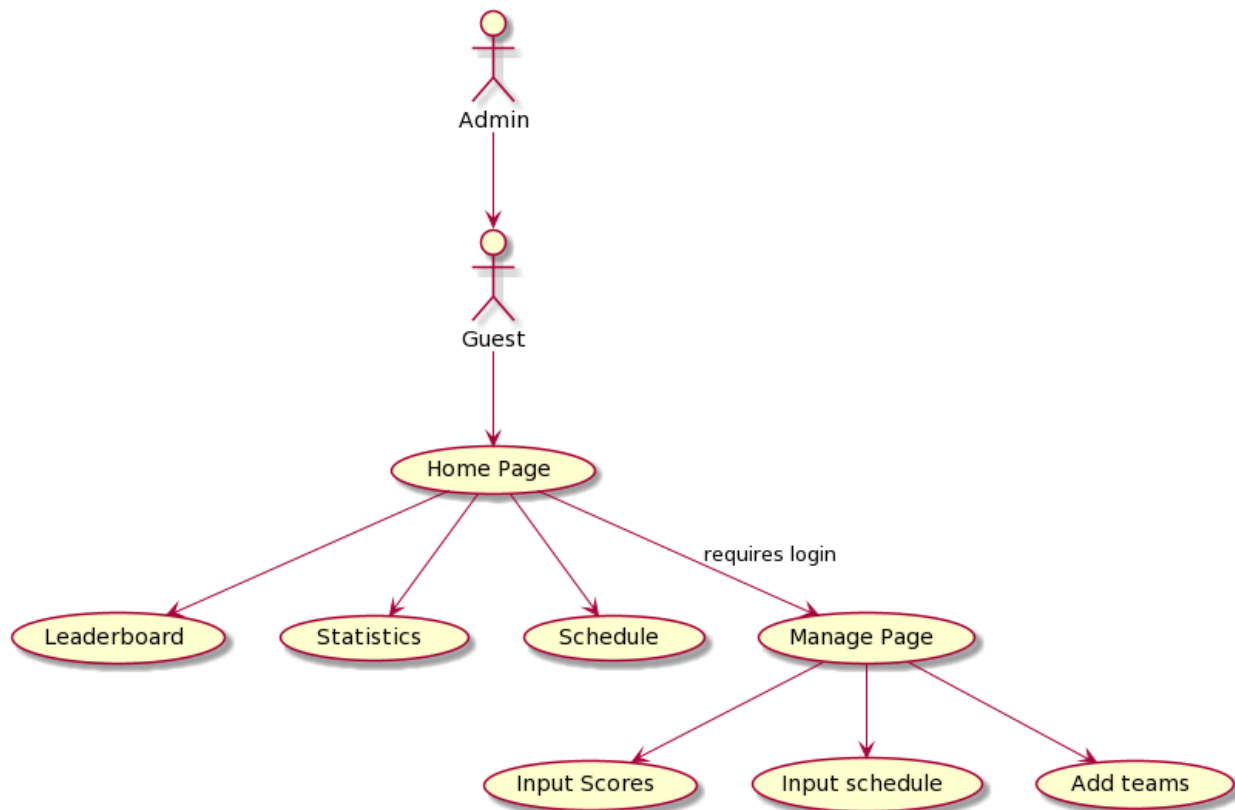 Admin
Guest
Home Page
requires login
Leaderboard
Statistics
Schedule
Manage Page
Input Scores
Input schedule
Add teams